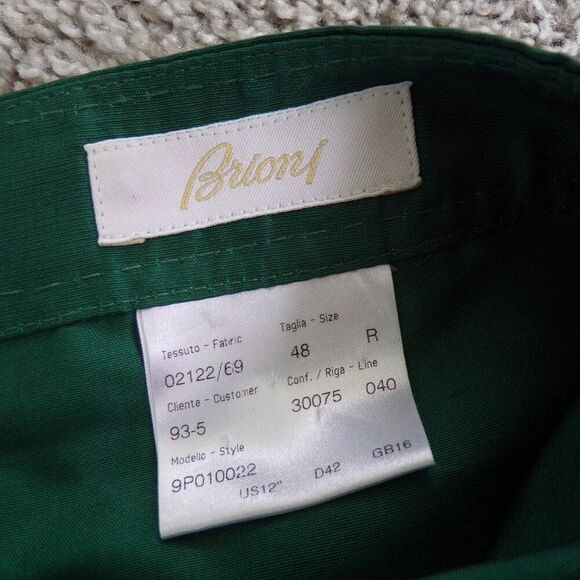 Brioni
Tessuto - Fabric
Taglia - Size
02122/69
48 R
Cliente - Customer
Conf. / Riga - Line
93-5
30075 040
Modello - Style
9P010022
US12" D42 GB16